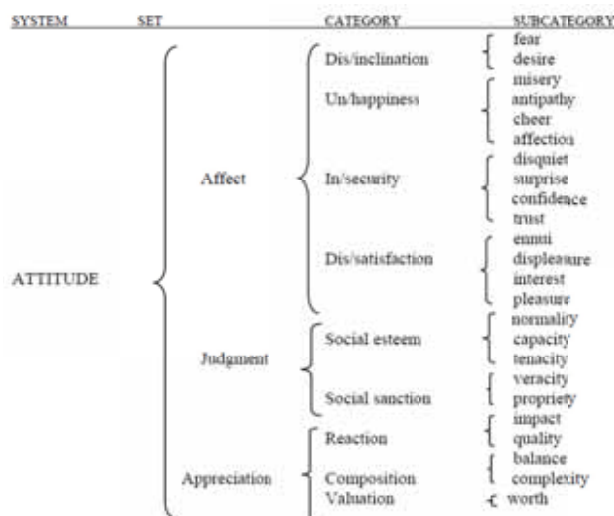 SYSTEM SET CATEGORY SUBCATEGORY
fear
Dis/inclination desire
misery
Un/happiness antipathy
cheer
affection
disquiet
Affect In/security surprise
confidence
trust
ennui
Dis/satisfaction displeasure
ATTITUDE interest
pleasure
normality
Social esteem capacity
Judgment tenacity
veracity
Social sanction propriety
impact
Reaction quality
balance
Appreciation Composition complexity
Valuation worth